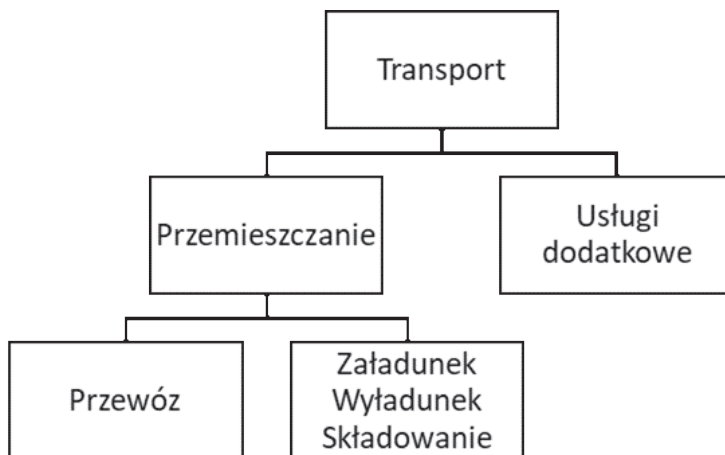 Transport
Przemieszczanie
Usługi
dodatkowe
Przewóz
Załadunek
Wyładunek
Składowanie